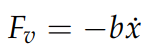 $F_v = -b\dot{x}$